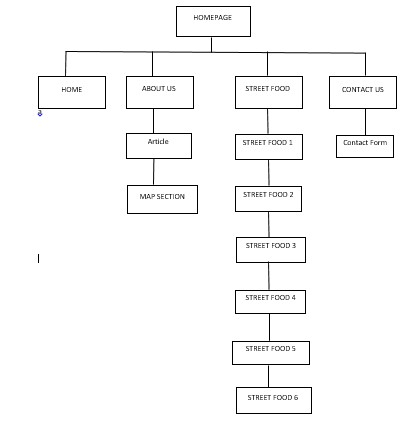 HOMEPAGE
HOME
ABOUT US
STREET FOOD
CONTACT US
Article
STREET FOOD 1
Contact Form
MAP SECTION
STREET FOOD 2
STREET FOOD 3
STREET FOOD 4
STREET FOOD 5
STREET FOOD 6